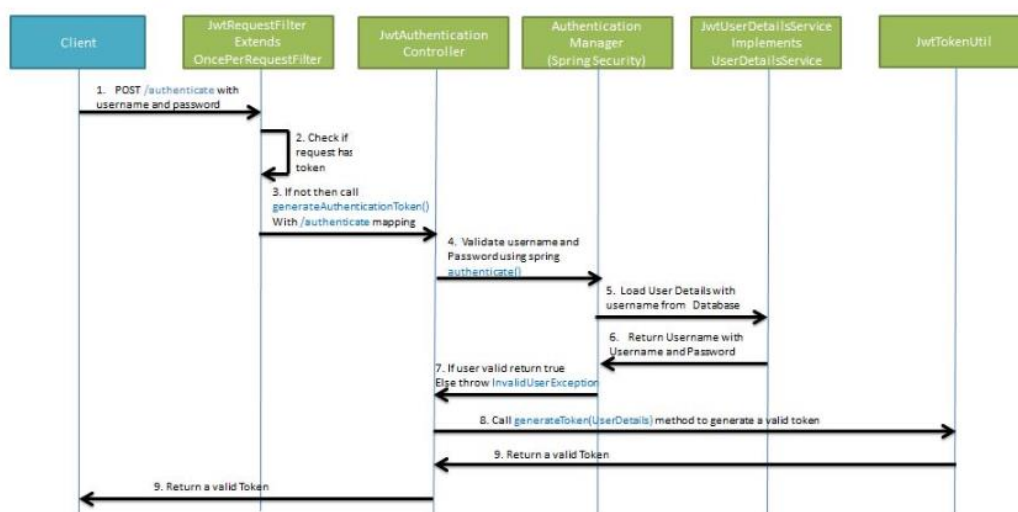 Client
JwtRequestFilter
Extends
OncePerRequestFilter
JwtAuthentication
Controller
Authentication
Manager
(Spring Security)
JwtUserDetailsService
Implements
UserDetailsService
JwtTokenUtil
1. POST /authenticate with
username and password
2. Check if
request has
token
3. If not then call
generateAuthenticationToken()
With /authenticate mapping
4. Validate username and
Password using spring
authenticate()
5. Load User Details with
username from Database
6. Return Username with
Username and Password
7. If user valid return true
Else throw InvalidUserException
8. Call generateToken(UserDetails) method to generate a valid token
9. Return a valid Token
9. Return a valid Token